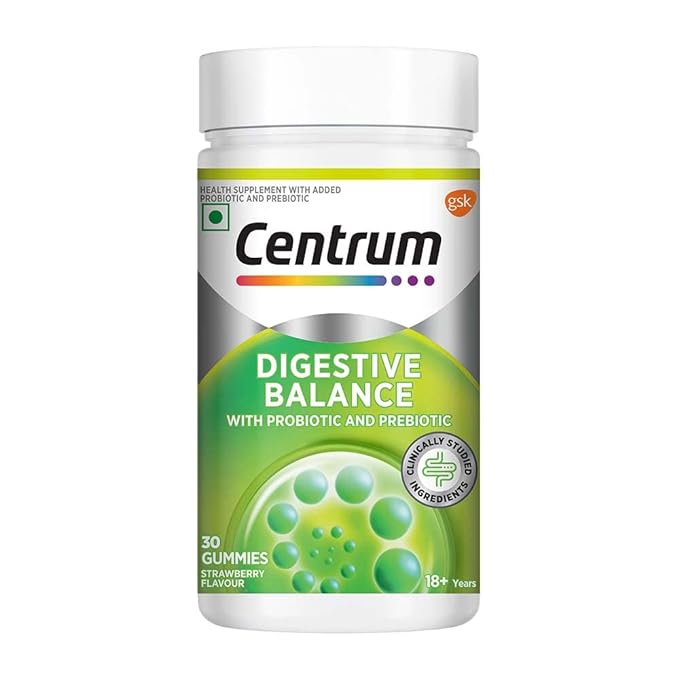 HEALTH SUPPLEMENT WITH ADDED
PROBIOTIC AND PREBIOTIC
gsk
Centrum
DIGESTIVE
BALANCE
WITH PROBIOTIC AND PREBIOTIC
CLINICALLY STUDIED
INGREDIENTS
30
GUMMIES
STRAWBERRY
FLAVOUR
18+ Years